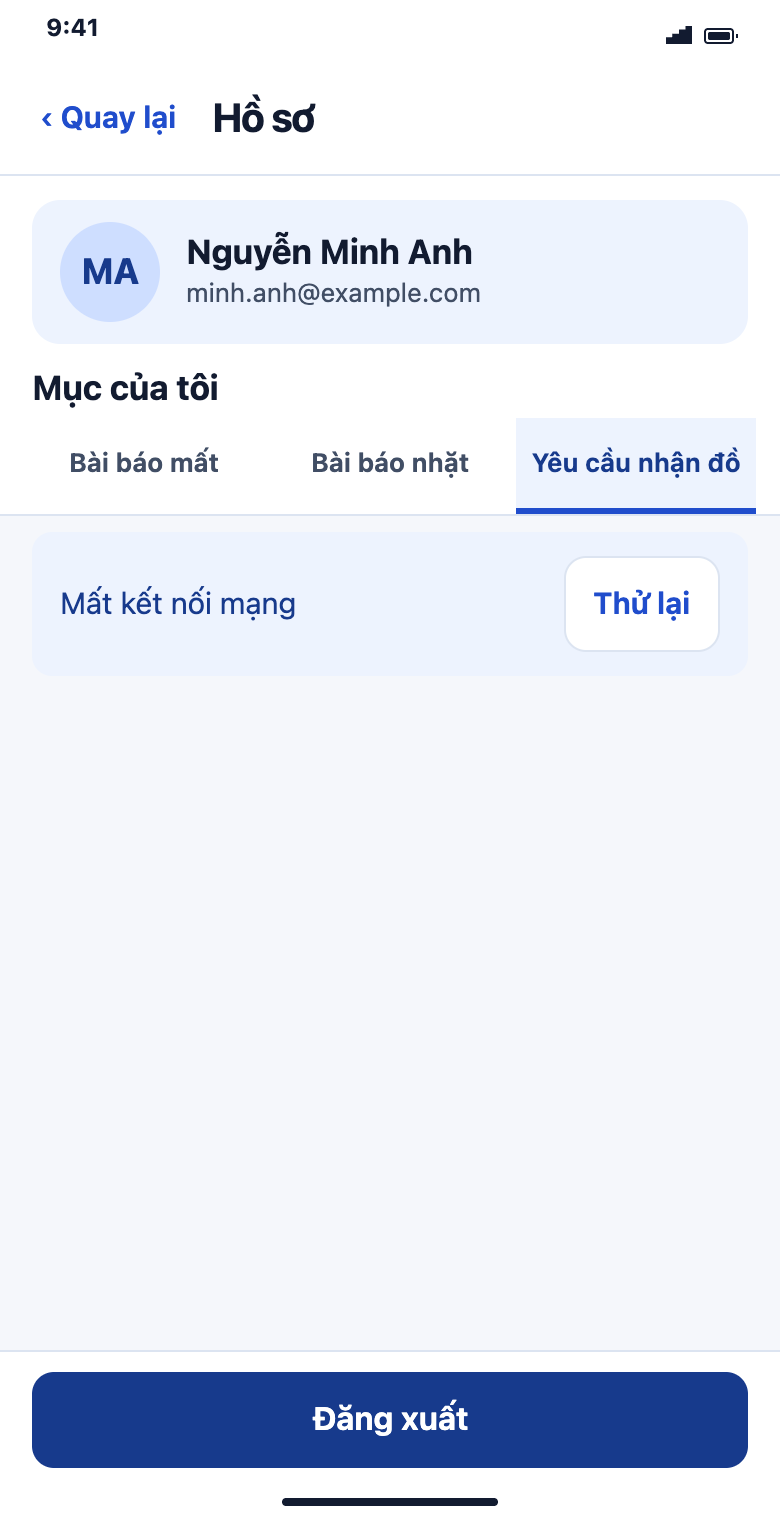 9:41
‹ Quay lại Hồ sơ
MA
Nguyễn Minh Anh
minh.anh@example.com
Mục của tôi
Bài báo mất Bài báo nhặt Yêu cầu nhận đồ
Mất kết nối mạng Thử lại
Đăng xuất